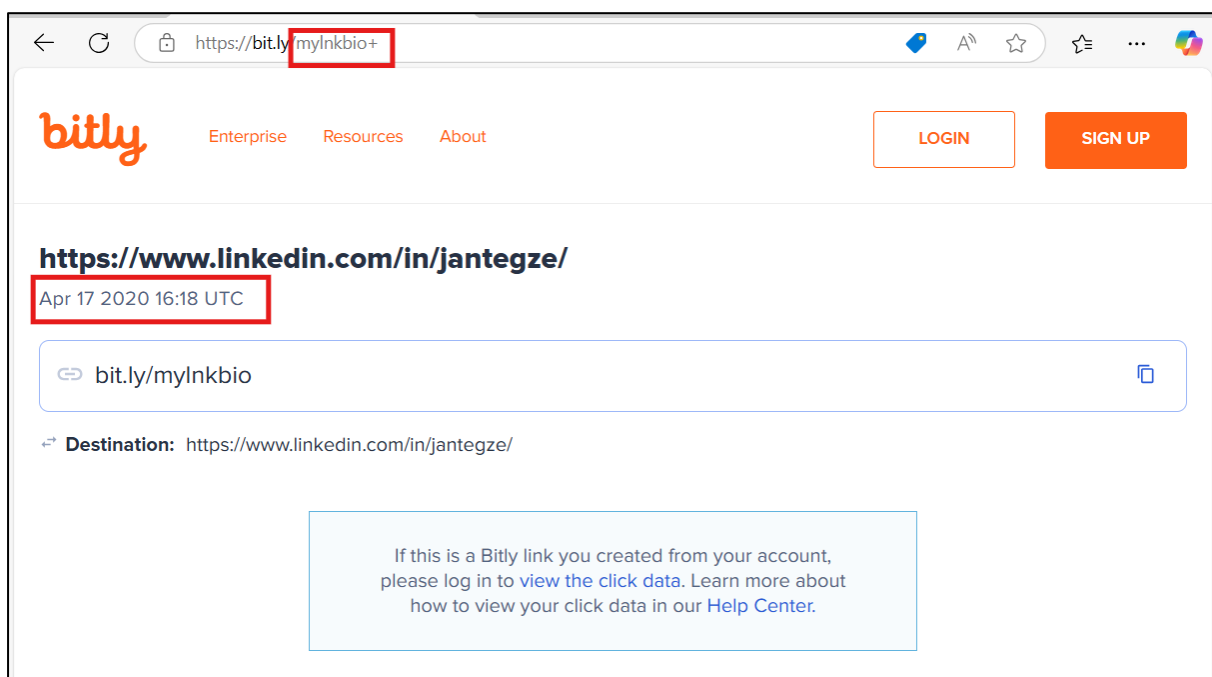 https://bit.ly/mylnkbio+
bitly
Enterprise Resources About
LOGIN
SIGN UP
https://www.linkedin.com/in/jantegze/
Apr 17 2020 16:18 UTC
bit.ly/mylnkbio
Destination: https://www.linkedin.com/in/jantegze/
If this is a Bitly link you created from your account,
please log in to view the click data. Learn more about
how to view your click data in our Help Center.